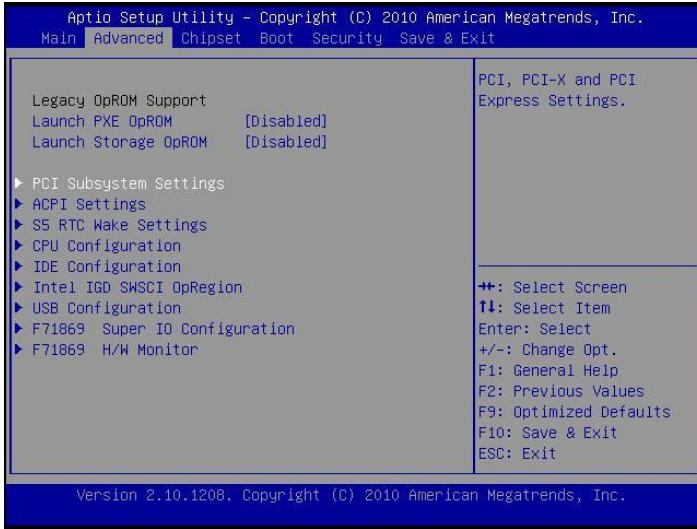 Aptio Setup Utility – Copyright (C) 2010 American Megatrends, Inc.
Main Advanced Chipset Boot Security Save & Exit
Legacy OpROM Support
Launch PXE OpROM [Disabled]
Launch Storage OpROM [Disabled]
▶ PCI Subsystem Settings
▶ ACPI Settings
▶ S5 RTC Wake Settings
▶ CPU Configuration
▶ IDE Configuration
▶ Intel IGD SWSCI OpRegion
▶ USB Configuration
▶ F71869 Super IO Configuration
▶ F71869 H/W Monitor
PCI, PCI-X and PCI
Express Settings.
→←: Select Screen
↑↓: Select Item
Enter: Select
+/-: Change Opt.
F1: General Help
F2: Previous Values
F9: Optimized Defaults
F10: Save & Exit
ESC: Exit
Version 2.10.1208. Copyright (C) 2010 American Megatrends, Inc.